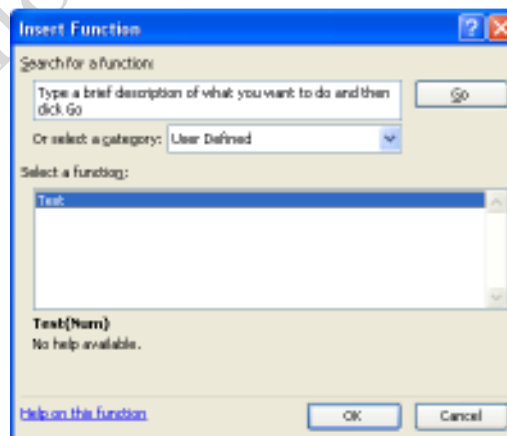 Insert Function
Search for a function:
Type a brief description of what you want to do and then
click Go
Go
Or select a category: User Defined
Select a function:
Test
Test(Num)
No help available.
Help on this function
OK
Cancel